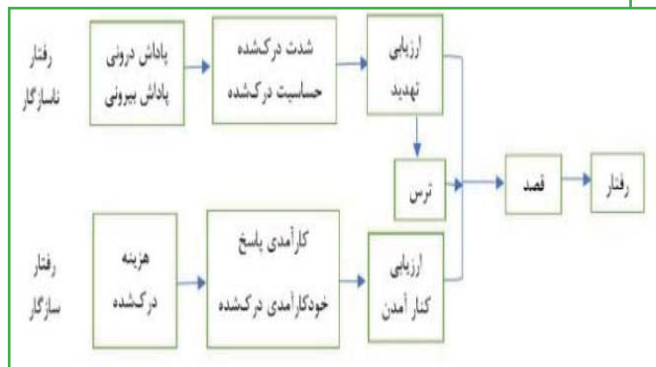 رفتار
ناسازگار
پاداش درونی
پاداش بیرونی
شدت درک‌شده
حساسیت درک‌شده
ارزیابی
تهدید
ترس
قصد
رفتار
رفتار
سازگار
هزینه
درک‌شده
کارآمدی پاسخ
خودکارآمدی درک‌شده
ارزیابی
کنار آمدن